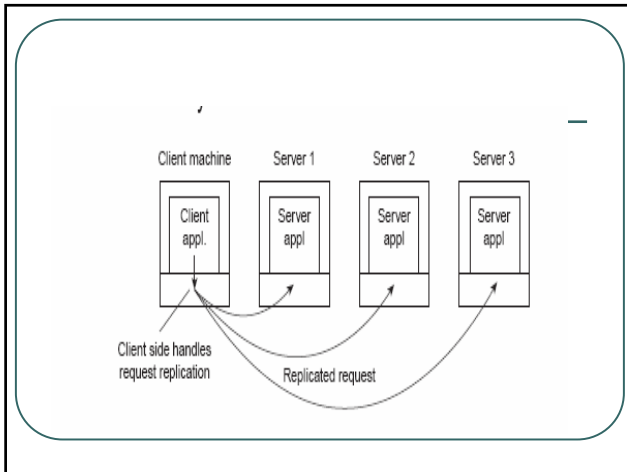 Client machine
Server 1
Server 2
Server 3
Client
appl.
Server
appl
Server
appl
Server
appl
Client side handles
request replication
Replicated request